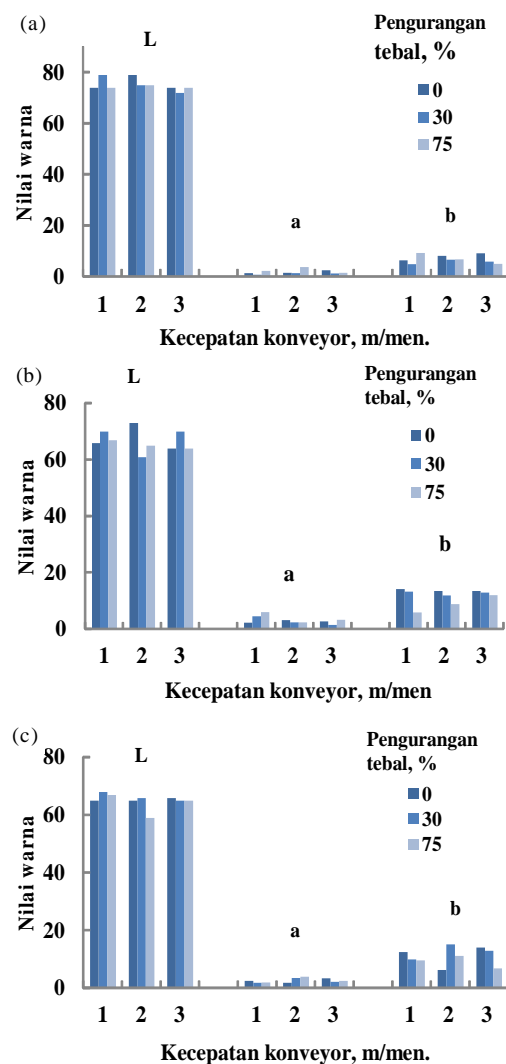 (a)
L
Pengurangan
tebal, %
0
30
75
Nilai warna
80
60
40
20
0
a
b
1 2 3 1 2 3 1 2 3
Kecepatan konveyor, m/men.
(b)
L
Pengurangan
tebal, %
0
30
75
Nilai warna
80
60
40
20
0
a
b
1 2 3 1 2 3 1 2 3
Kecepatan konveyor, m/men
(c)
L
Pengurangan
tebal, %
0
30
75
Nilai warna
80
60
40
20
0
a
b
1 2 3 1 2 3 1 2 3
Kecepatan konveyor, m/men.